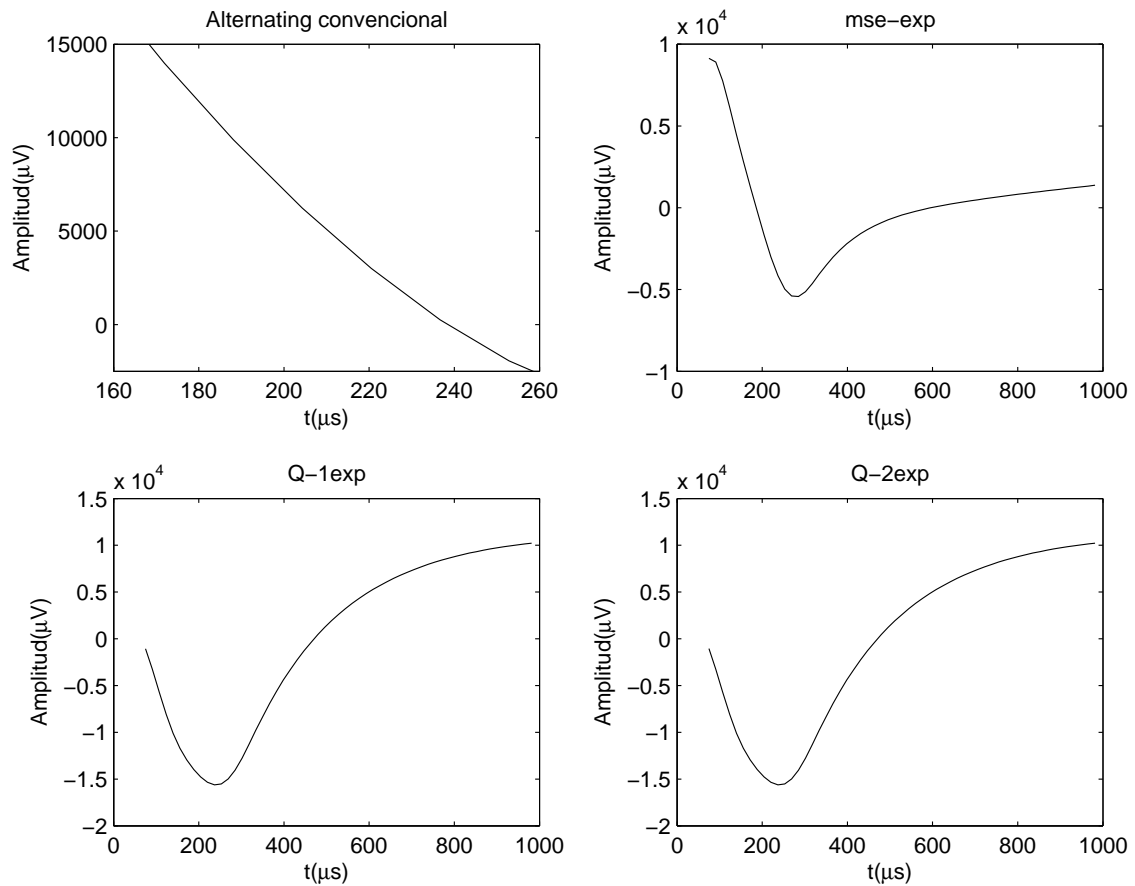 Alternating convencional
15000
10000
5000
0
Amplitud(μV)
160 180 200 220 240 260
t(μs)
mse−exp
x 10^4
1
0.5
0
−0.5
−1
Amplitud(μV)
0 200 400 600 800 1000
t(μs)
Q−1exp
x 10^4
1.5
1
0.5
0
−0.5
−1
−1.5
−2
Amplitud(μV)
0 200 400 600 800 1000
t(μs)
Q−2exp
x 10^4
1.5
1
0.5
0
−0.5
−1
−1.5
−2
Amplitud(μV)
0 200 400 600 800 1000
t(μs)